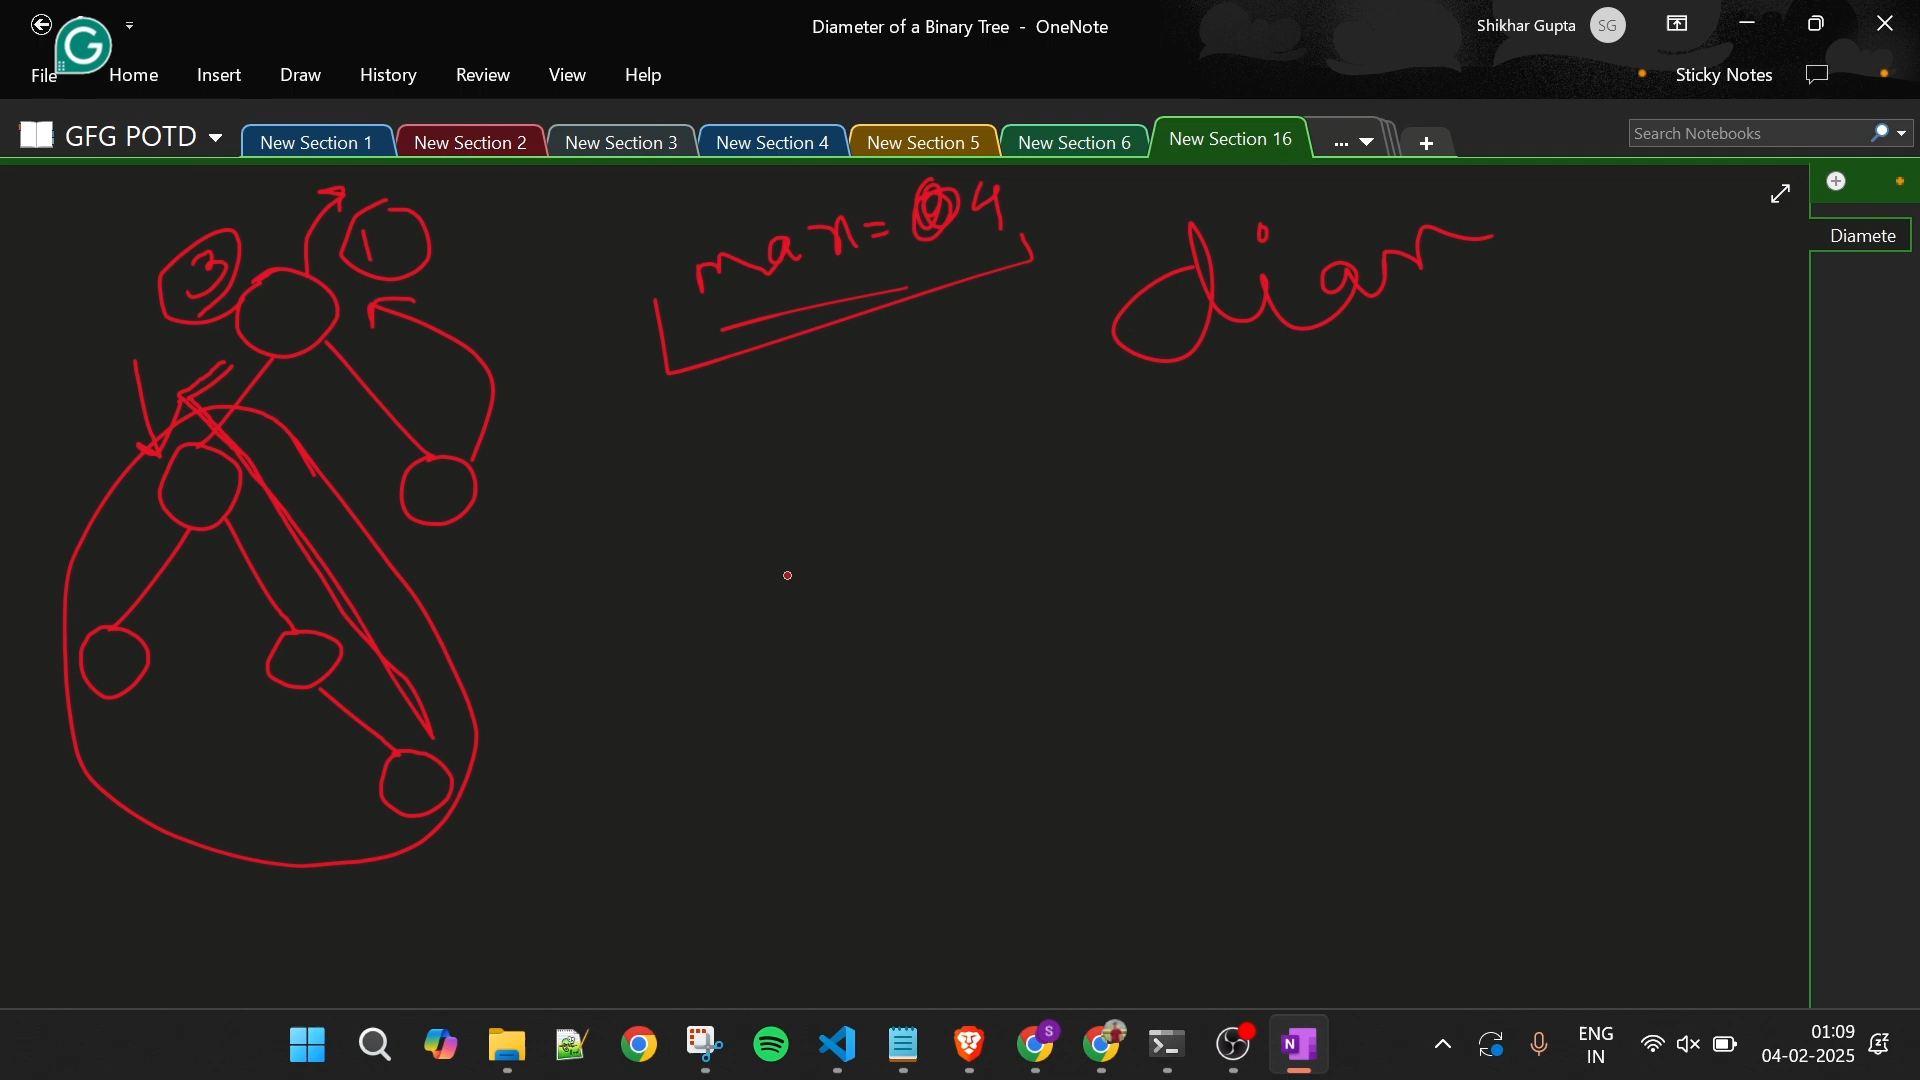 Diameter of a Binary Tree - OneNote
Shikhar Gupta SG
File Home Insert Draw History Review View Help
Sticky Notes
GFG POTD
New Section 1 New Section 2 New Section 3 New Section 4 New Section 5 New Section 6 New Section 16 ... +
Search Notebooks
Diamete
max= 4
3 1
diam
ENG
IN
01:09
04-02-2025